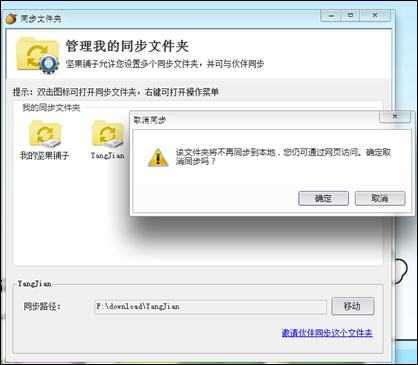 同步文件夹
管理我的同步文件夹
坚果铺子允许您设置多个同步文件夹，并可与伙伴同步
提示：双击图标可打开同步文件夹，右键可打开操作菜单
我的同步文件夹
我的坚果铺子
YangJian
取消同步
该文件夹将不再同步到本地，您仍可通过网页访问。确定取
消同步吗？
确定
取消
YangJian
同步路径：
F:\download\YangJian
移动
邀请伙伴同步这个文件夹